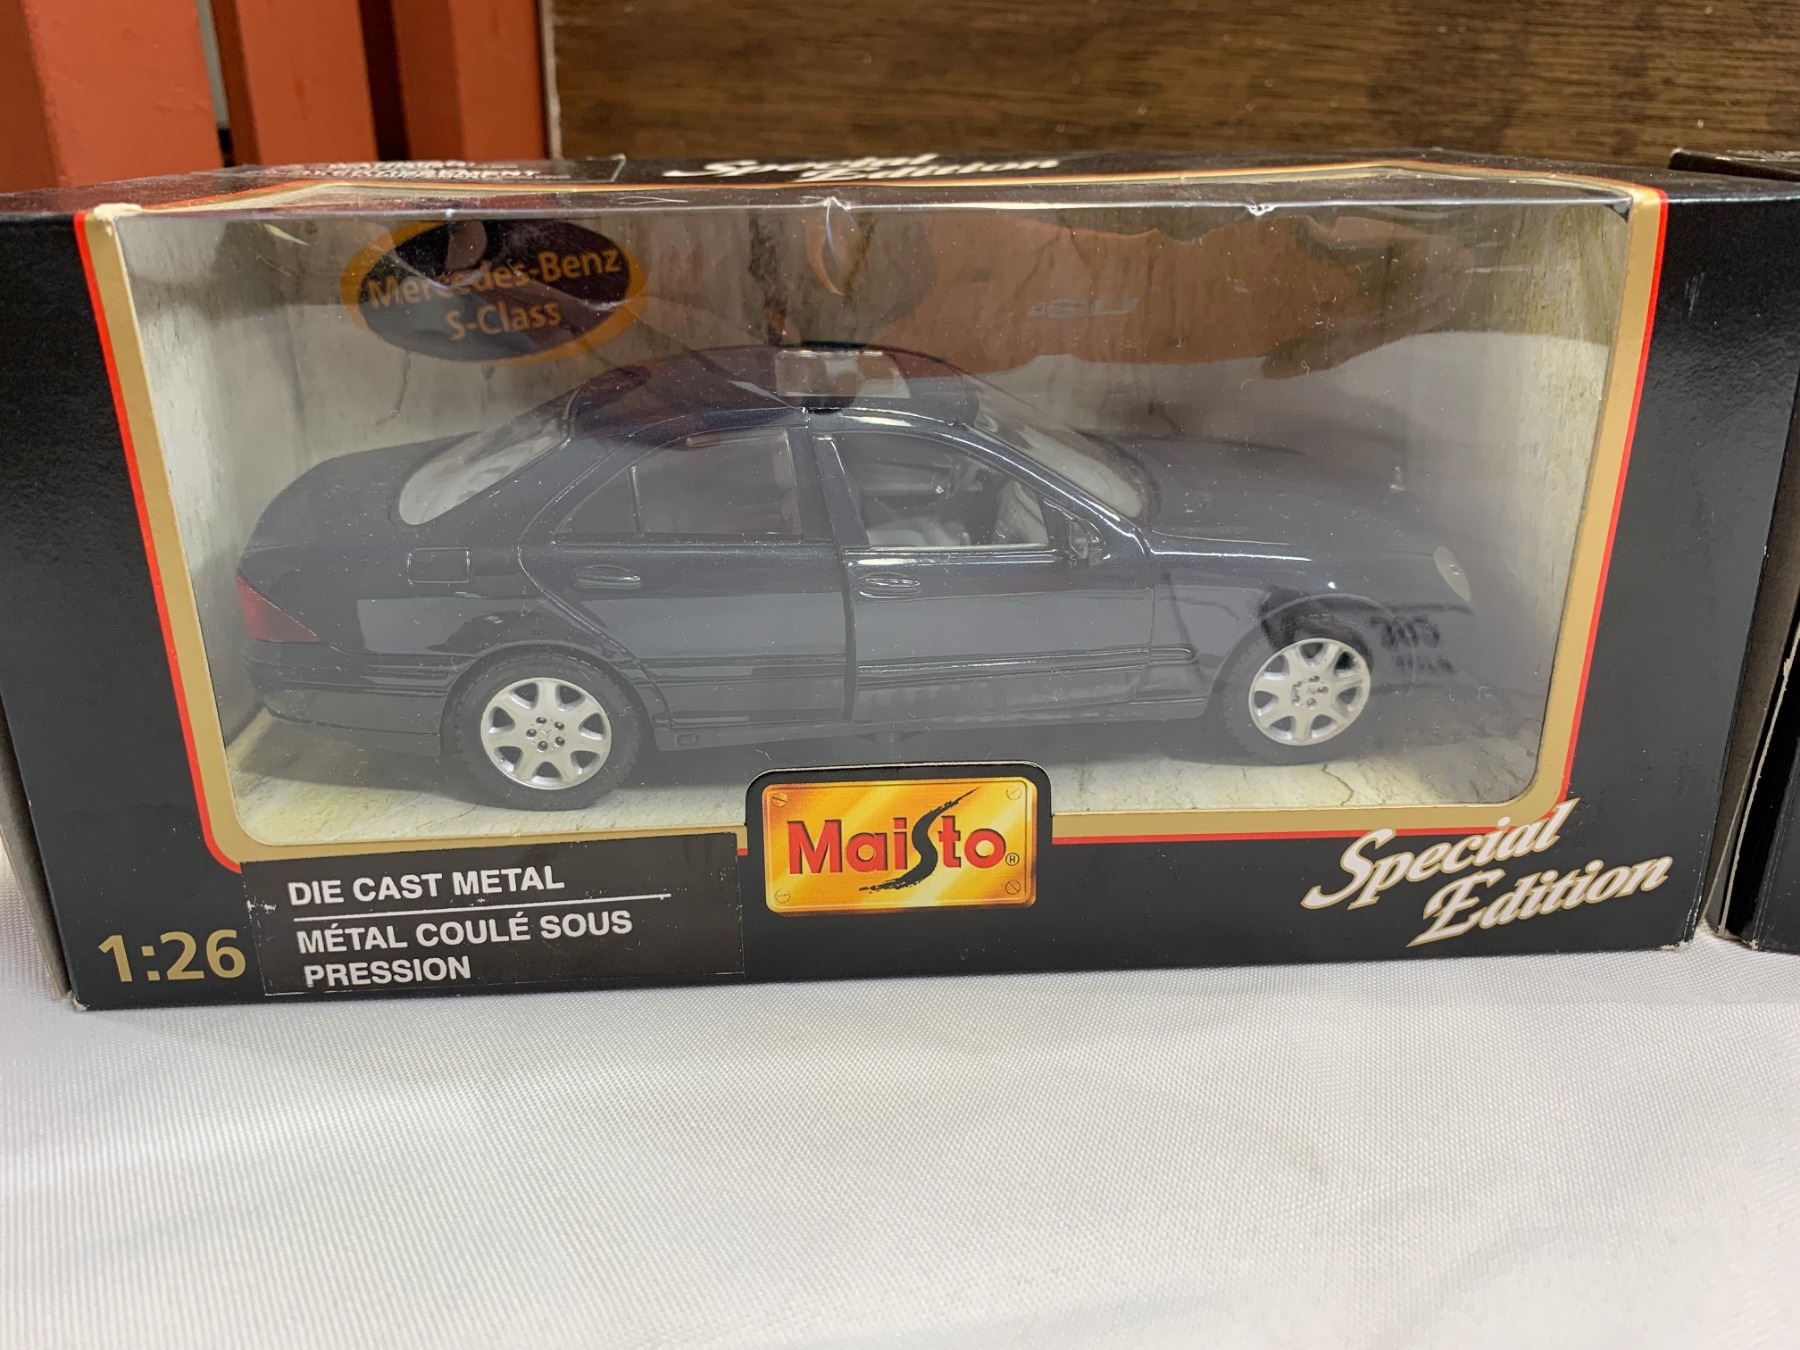 Special
Edition
Mercedes-Benz
S-Class
Maisto®
DIE CAST METAL
MÉTAL COULÉ SOUS
PRESSION
1:26
Special
Edition